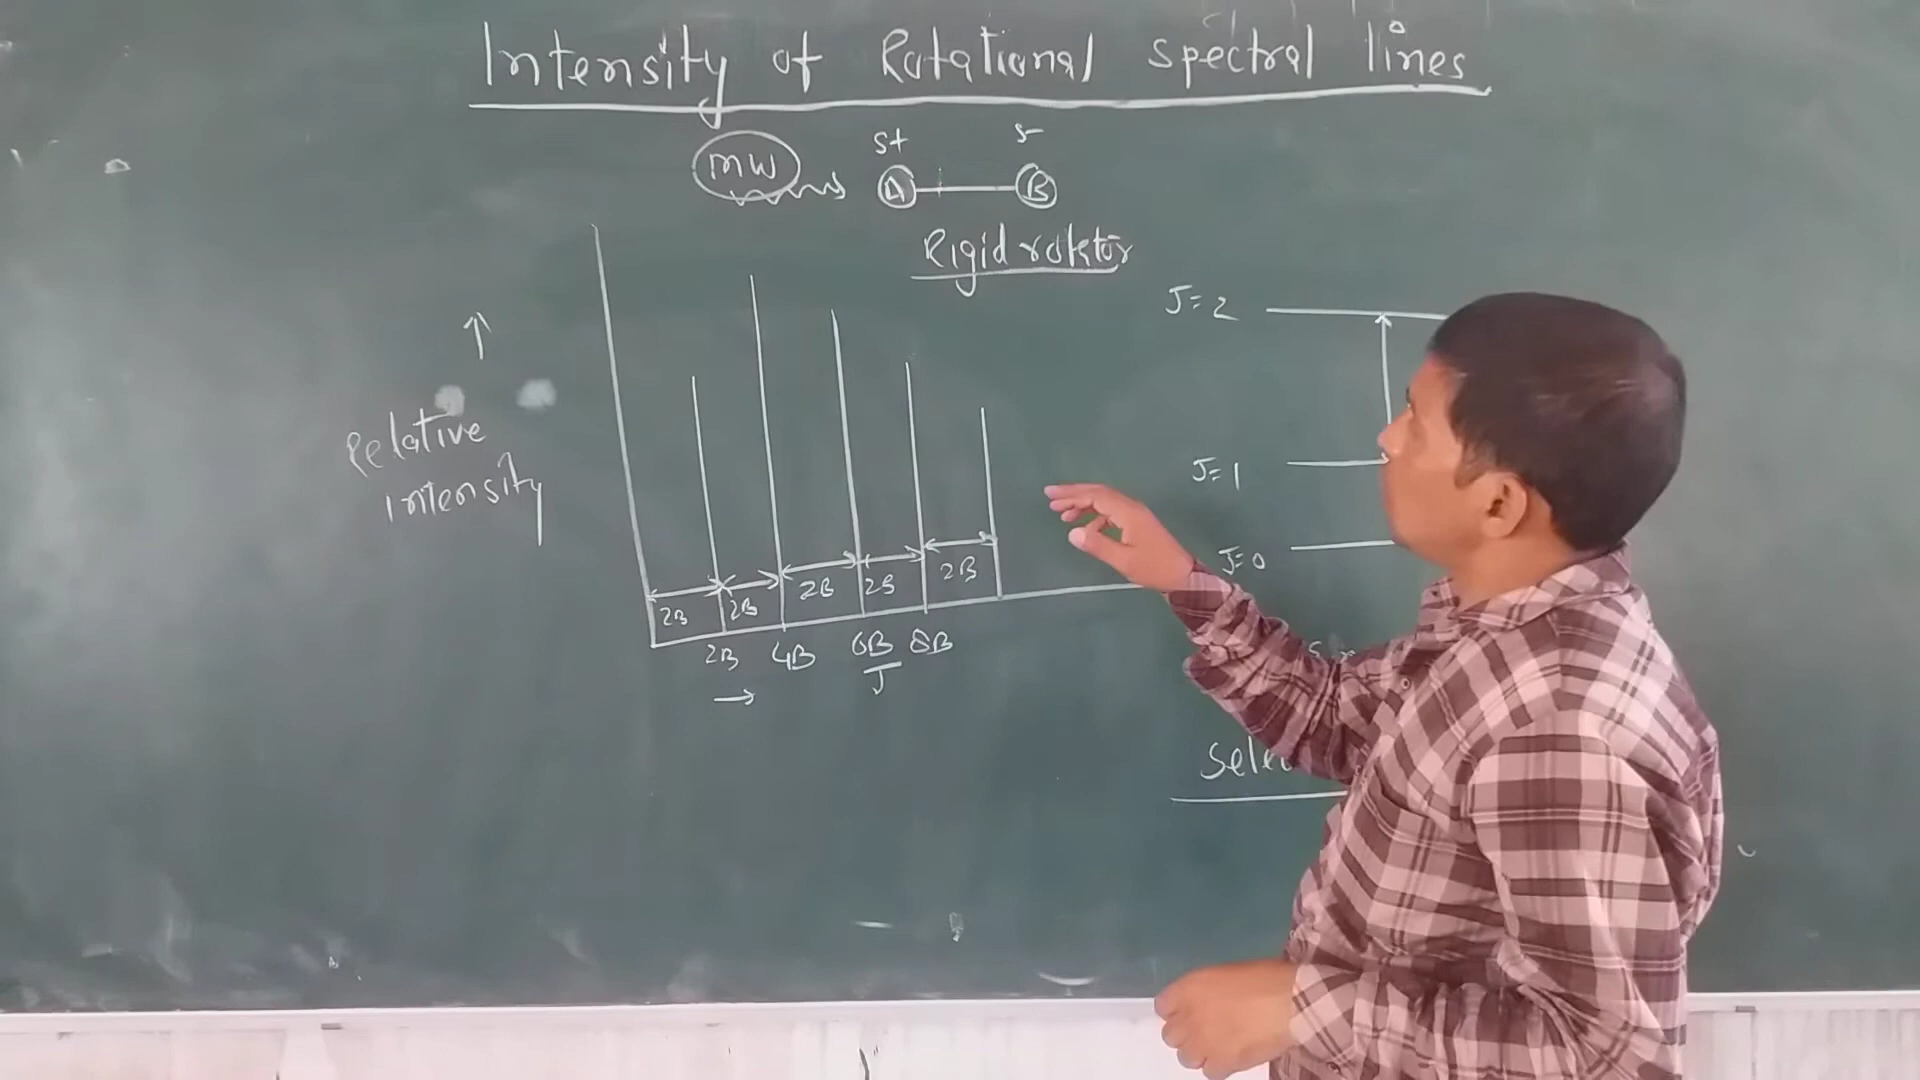 Intensity of Rotational Spectral lines
MW
S+ S-
A B
Rigid rotator
J=2
↑
Relative
intensity
J=1
J=0
2B 2B 2B 2B 2B
2B 4B 6B 8B
J
→